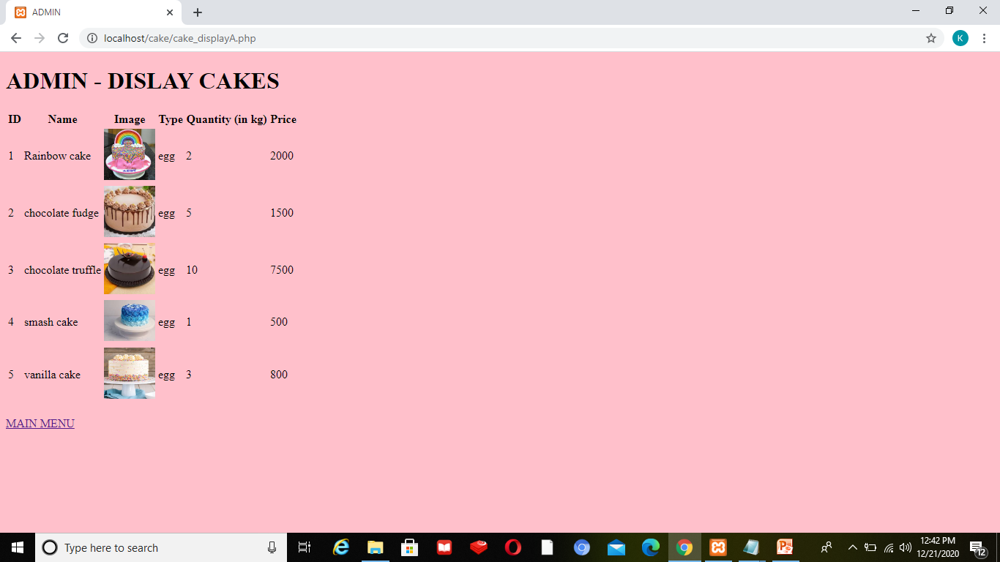 ADMIN
localhost/cake/cake_displayA.php
K
ADMIN - DISLAY CAKES
ID Name Image Type Quantity (in kg) Price
1 Rainbow cake egg 2 2000
2 chocolate fudge egg 5 1500
3 chocolate truffle egg 10 7500
4 smash cake egg 1 500
5 vanilla cake egg 3 800
MAIN MENU
Type here to search
12:42 PM
12/21/2020
12